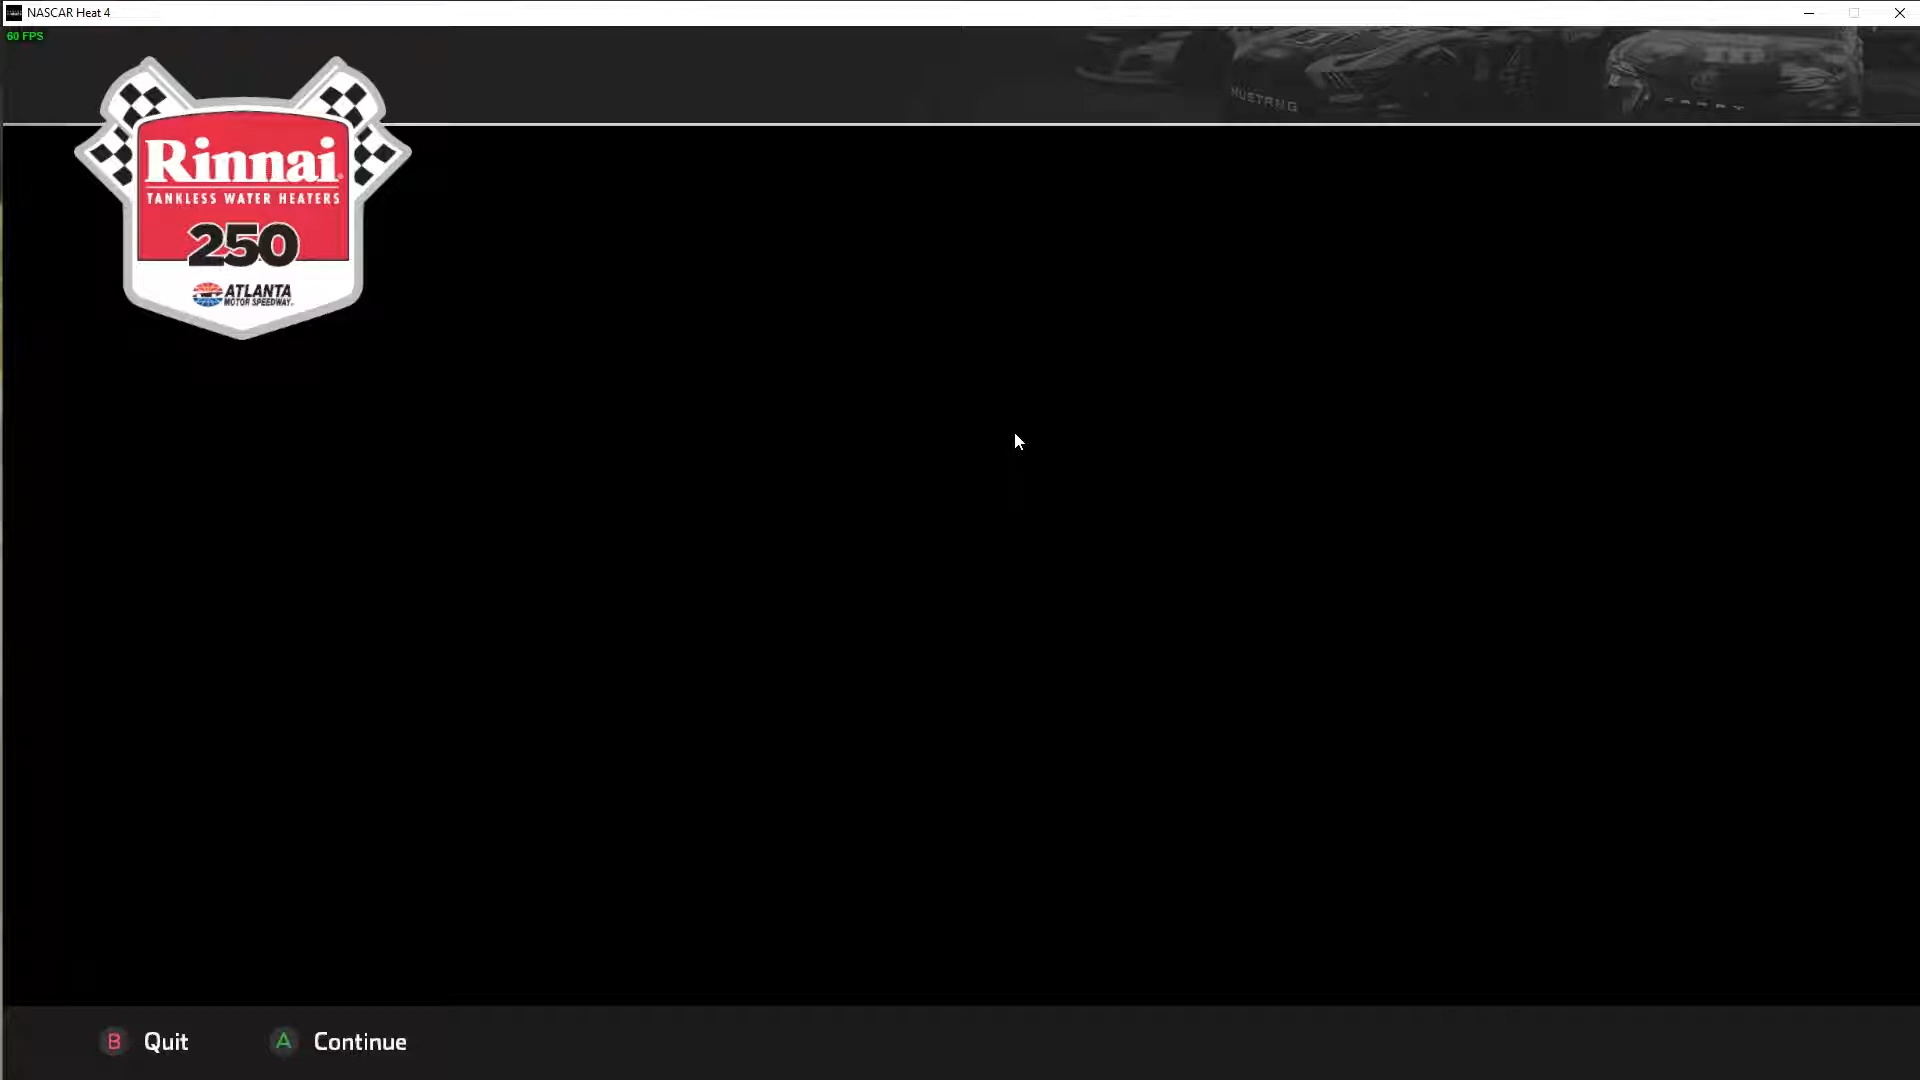 NASCAR Heat 4
60 FPS
MUSTANG
Rinnai
TANKLESS WATER HEATERS
250
ATLANTA
MOTOR SPEEDWAY
B Quit
A Continue